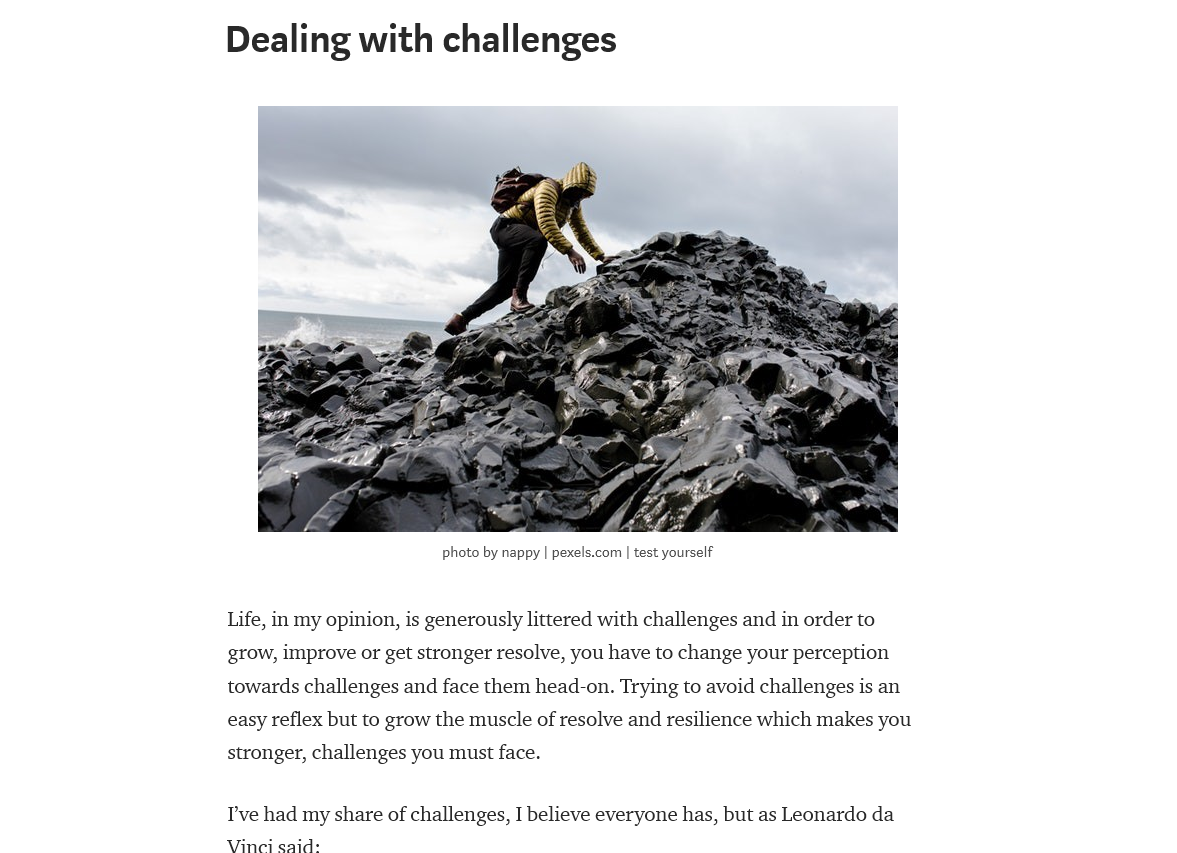 Dealing with challenges
photo by nappy | pexels.com | test yourself
Life, in my opinion, is generously littered with challenges and in order to
grow, improve or get stronger resolve, you have to change your perception
towards challenges and face them head-on. Trying to avoid challenges is an
easy reflex but to grow the muscle of resolve and resilience which makes you
stronger, challenges you must face.
I’ve had my share of challenges, I believe everyone has, but as Leonardo da
Vinci said: